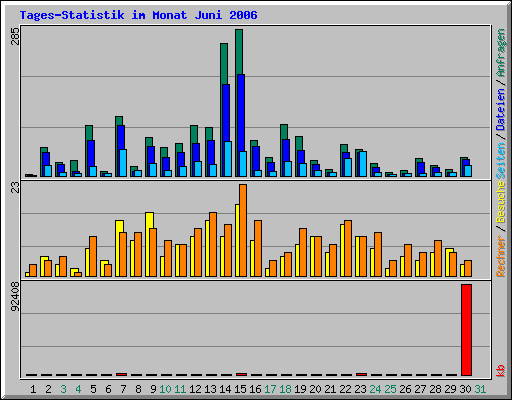 Tages-Statistik im Monat Juni 2006
285
Rechner / Besuche Seiten / Dateien / Anfragen
23
92408
kb
1 2 3 4 5 6 7 8 9 10 11 12 13 14 15 16 17 18 19 20 21 22 23 24 25 26 27 28 29 30 31